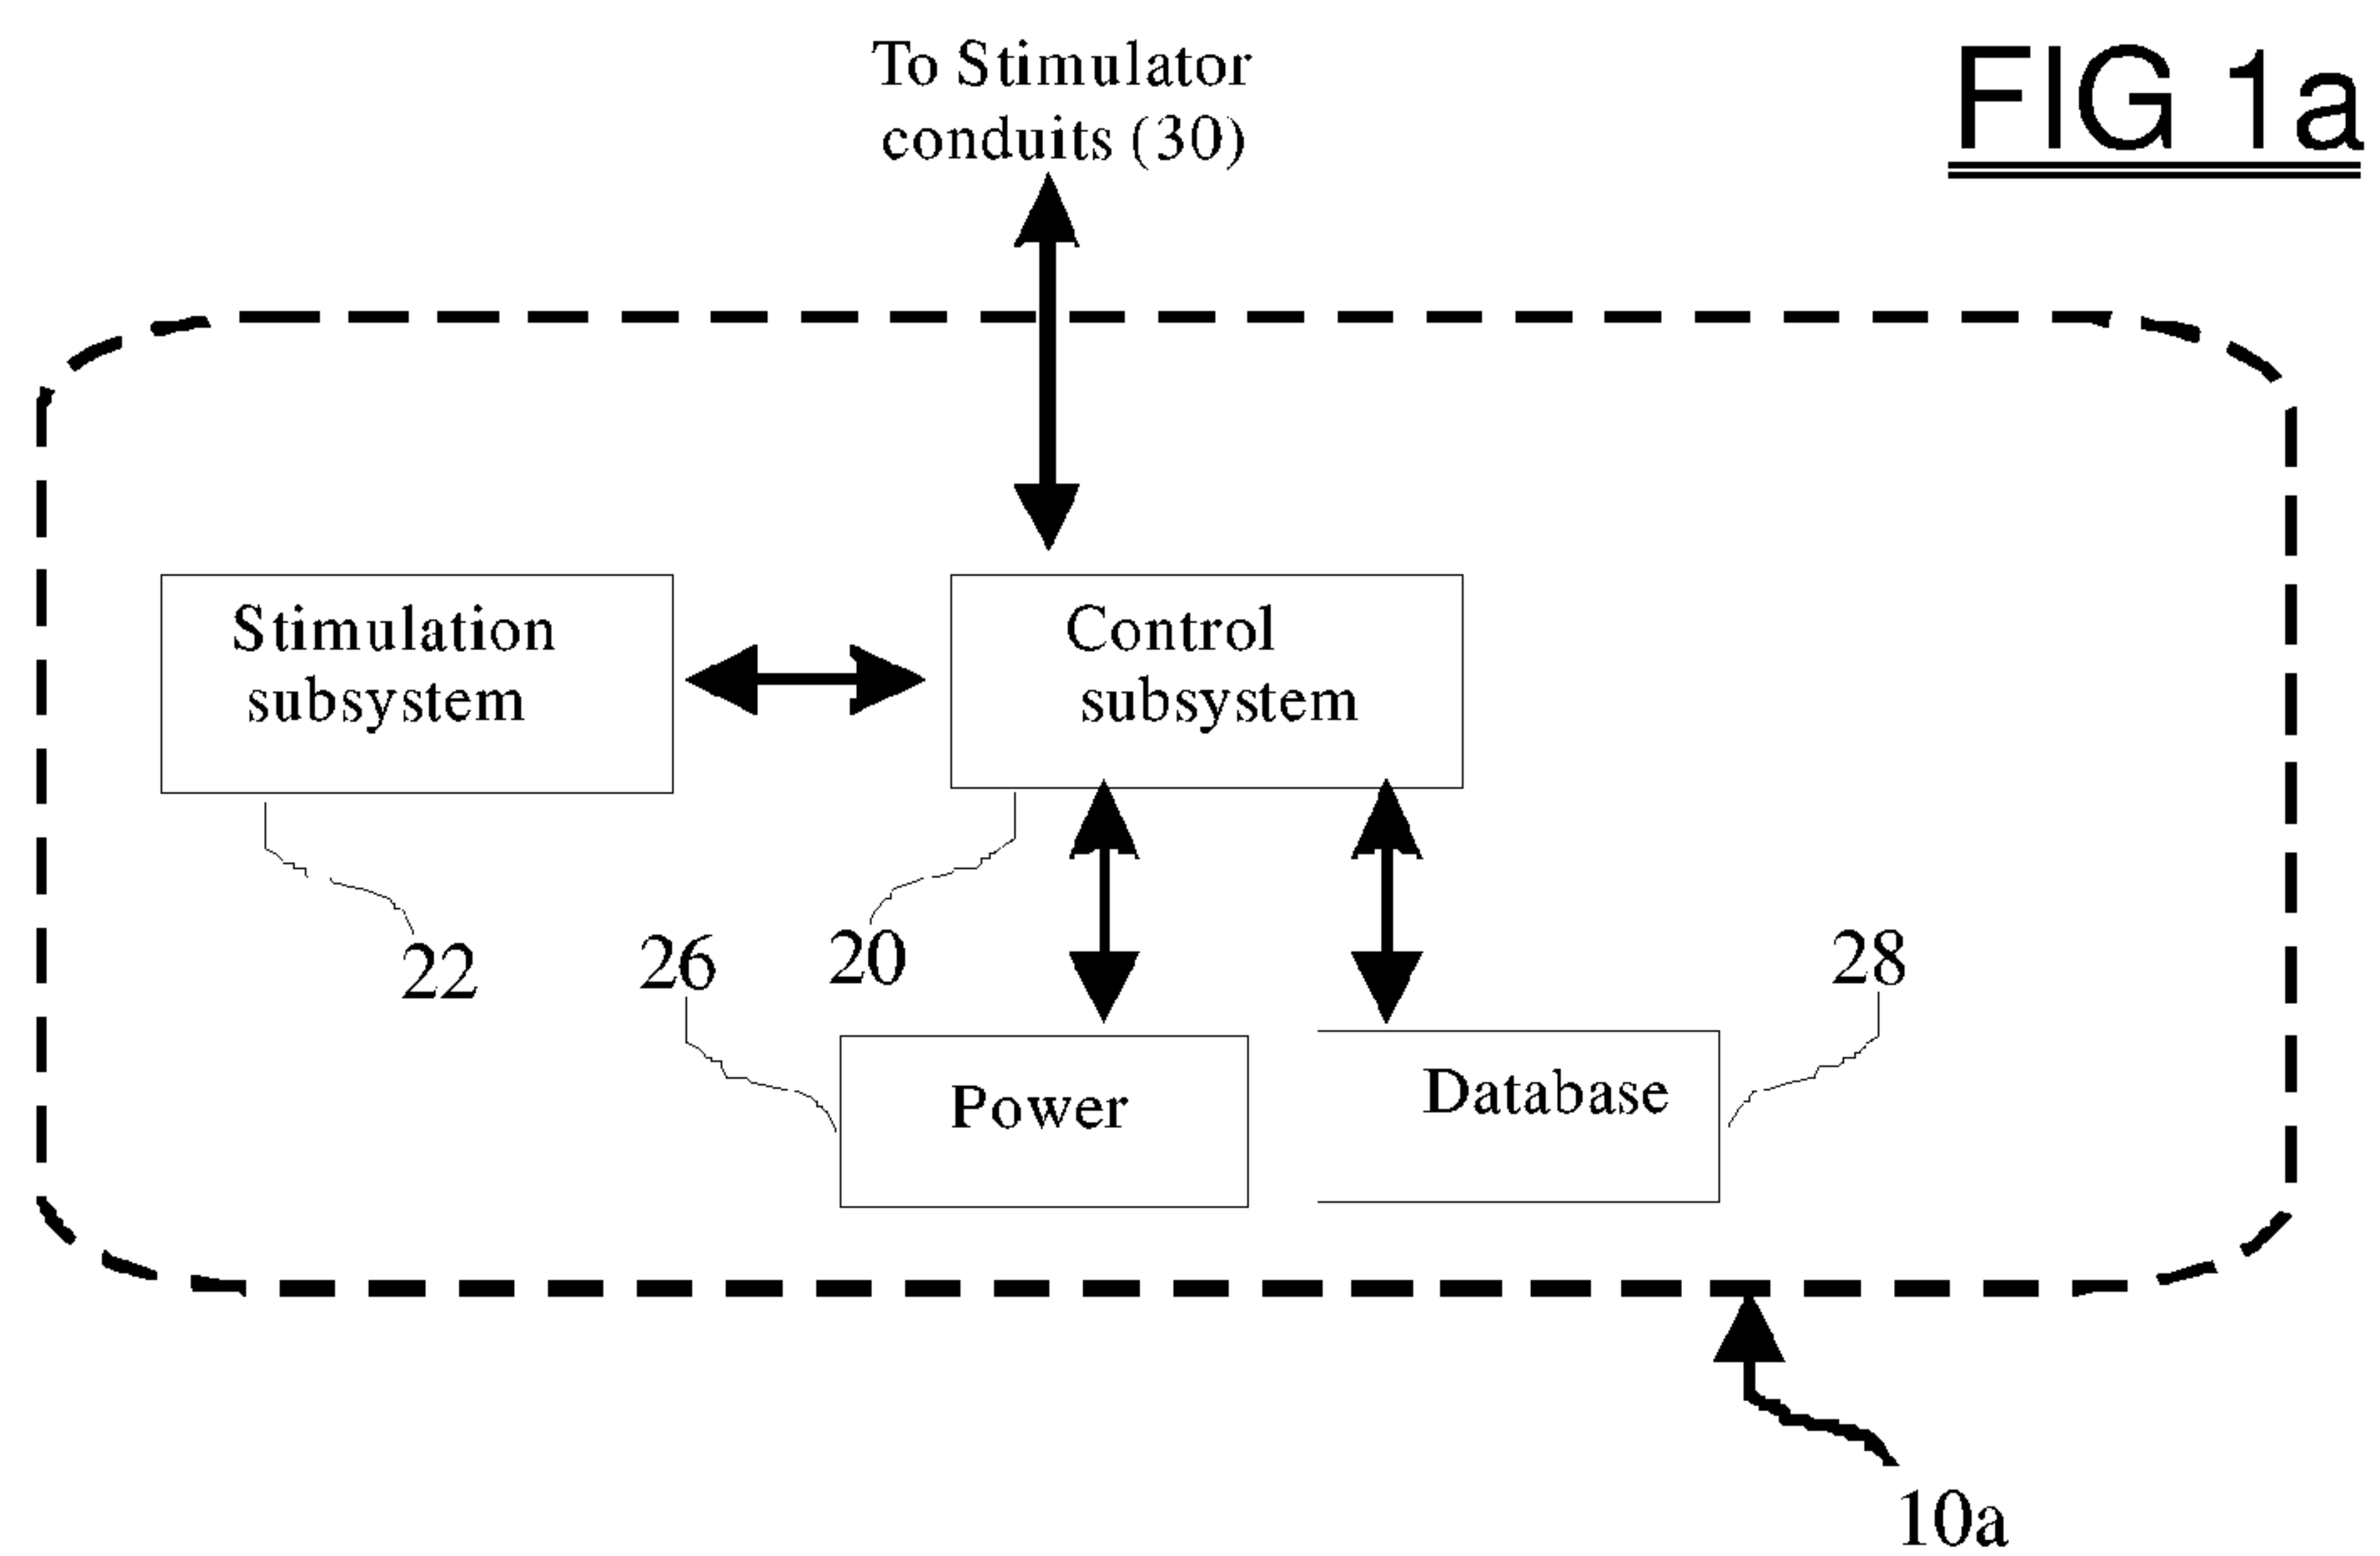 To Stimulator
conduits (30)
FIG 1a
Stimulation
subsystem
Control
subsystem
22
26
20
28
Power
Database
10a